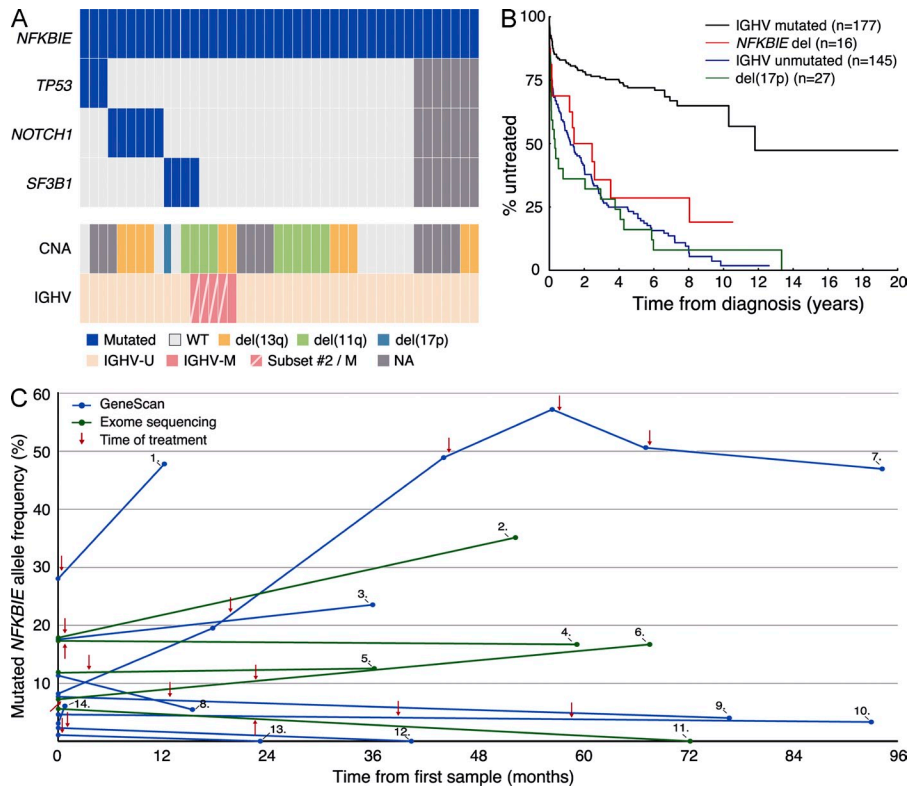 A
NFKBIE
TP53
NOTCH1
SF3B1
CNA
IGHV
Mutated WT del(13q) del(11q) del(17p)
IGHV-U IGHV-M Subset #2 / M NA
B
IGHV mutated (n=177)
NFKBIE del (n=16)
IGHV unmutated (n=145)
del(17p) (n=27)
% untreated
100
75
50
25
0
0 2 4 6 8 10 12 14 16 18 20
Time from diagnosis (years)
C
GeneScan
Exome sequencing
Time of treatment
Mutated NFKBIE allele frequency (%)
60
50
40
30
20
10
1.
2.
3.
4.
5.
6.
7.
8.
9.
10.
11.
12.
13.
14.
0 12 24 36 48 60 72 84 96
Time from first sample (months)